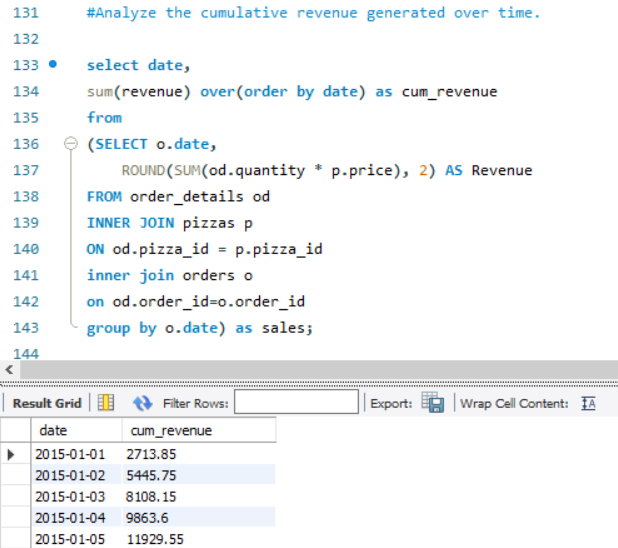 131 #Analyze the cumulative revenue generated over time.
132
133 select date,
134 sum(revenue) over(order by date) as cum_revenue
135 from
136 (SELECT o.date,
137 ROUND(SUM(od.quantity * p.price), 2) AS Revenue
138 FROM order_details od
139 INNER JOIN pizzas p
140 ON od.pizza_id = p.pizza_id
141 inner join orders o
142 on od.order_id=o.order_id
143 group by o.date) as sales;
144
Result Grid Filter Rows: Export: Wrap Cell Content:
date cum_revenue
2015-01-01 2713.85
2015-01-02 5445.75
2015-01-03 8108.15
2015-01-04 9863.6
2015-01-05 11929.55